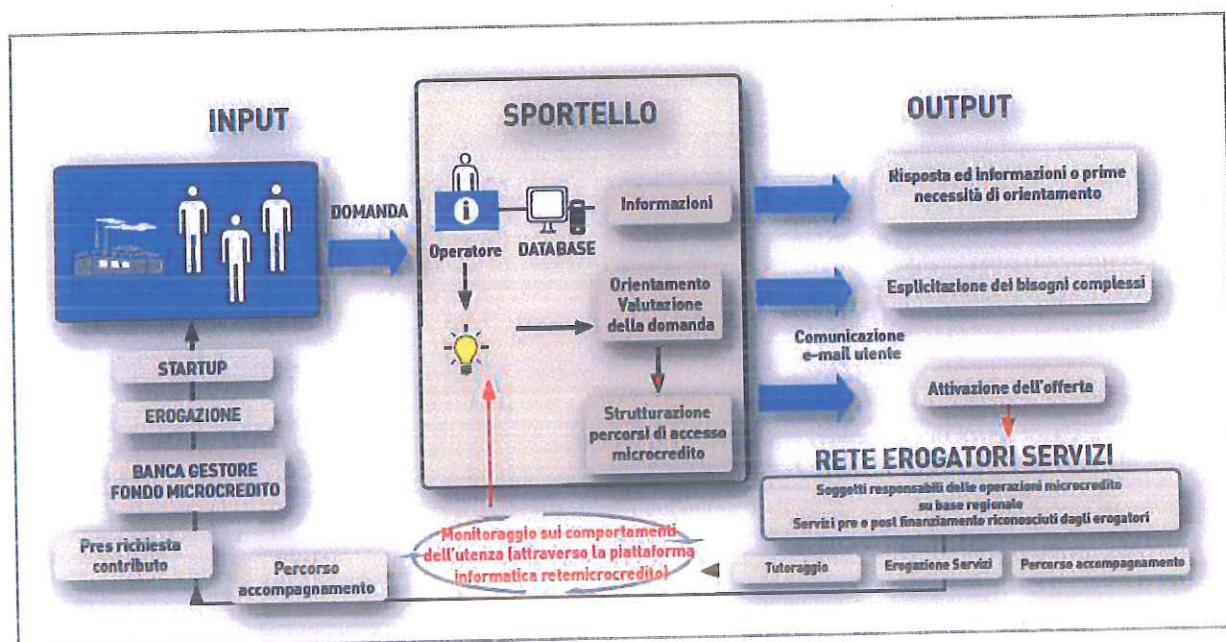 INPUT
DOMANDA
STARTUP
EROGAZIONE
BANCA GESTORE
FONDO MICROCREDITO
Pres richiesta
contributo
Percorso
accompagnamento
SPORTELLO
i
Operatore
DATABASE
Informazioni
Orientamento
Valutazione
della domanda
Strutturazione
percorsi di accesso
microcredito
Monitoraggio sui comportamenti
dell'utenza (attraverso la piattaforma
informatica retemicrocredito)
OUTPUT
Risposta ed informazioni o prime
necessità di orientamento
Esplicitazione dei bisogni complessi
Comunicazione
e-mail utente
Attivazione dell'offerta
RETE EROGATORI SERVIZI
Soggetti responsabili delle operazioni microcredito
su base regionale
Servizi pre o post finanziamento riconosciuti dagli erogatori
Tutoraggio
Erogazione Servizi
Percorso accompagnamento